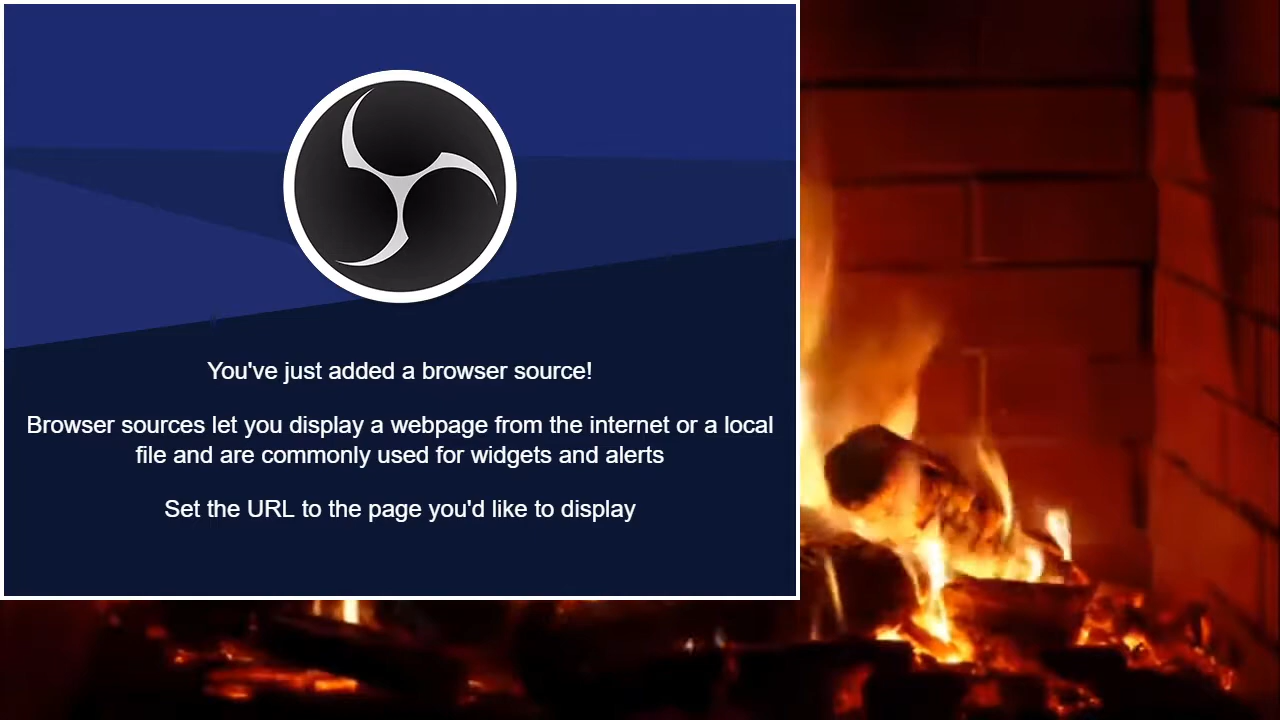 You've just added a browser source!
Browser sources let you display a webpage from the internet or a local
file and are commonly used for widgets and alerts
Set the URL to the page you'd like to display